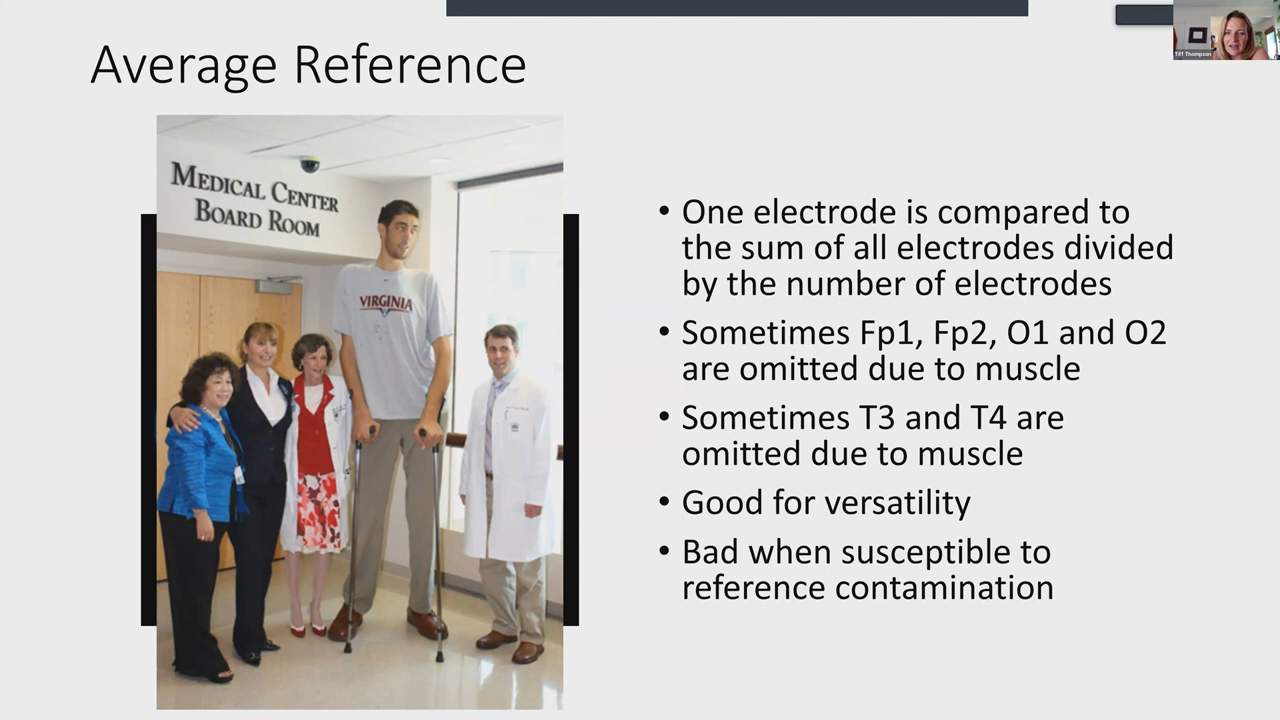 Average Reference
Tiff Thompson
MEDICAL CENTER
BOARD ROOM
VIRGINIA
• One electrode is compared to
the sum of all electrodes divided
by the number of electrodes
• Sometimes Fp1, Fp2, O1 and O2
are omitted due to muscle
• Sometimes T3 and T4 are
omitted due to muscle
• Good for versatility
• Bad when susceptible to
reference contamination